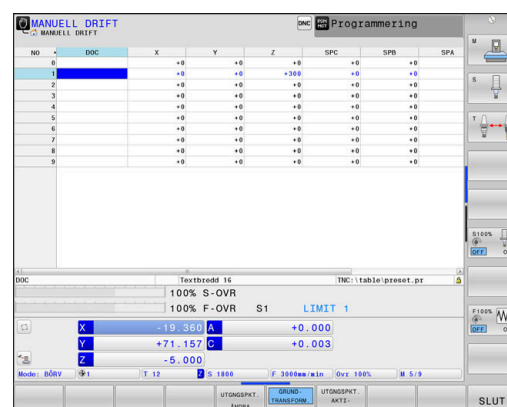 MANUELL DRIFT
MANUELL DRIFT
DNC
Programmering
NO DOC X Y Z SPC SPB SPA
0 +0 +0 +0 +0 +0
1 +0 +0 +300 +0 +0
2 +0 +0 +0 +0 +0
3 +0 +0 +0 +0 +0
4 +0 +0 +0 +0 +0
5 +0 +0 +0 +0 +0
6 +0 +0 +0 +0 +0
7 +0 +0 +0 +0 +0
8 +0 +0 +0 +0 +0
9 +0 +0 +0 +0 +0
DOC Textbredd 16 TNC:\table\preset.pr
100% S-OVR
100% F-OVR S1 LIMIT 1
X -19.360 A +0.000
Y +71.157 C +0.003
Z -5.000
Mode: BÖRV 1 T 12 Z S 1800 F 3000mm/min Ovr 100% M 5/9
UTGNGSPKT.
ÄNDRA
GRUND-
TRANSFORM.
UTGNGSPKT.
AKTI-
SLUT
M
S
T
S100%
OFF
F100%
OFF